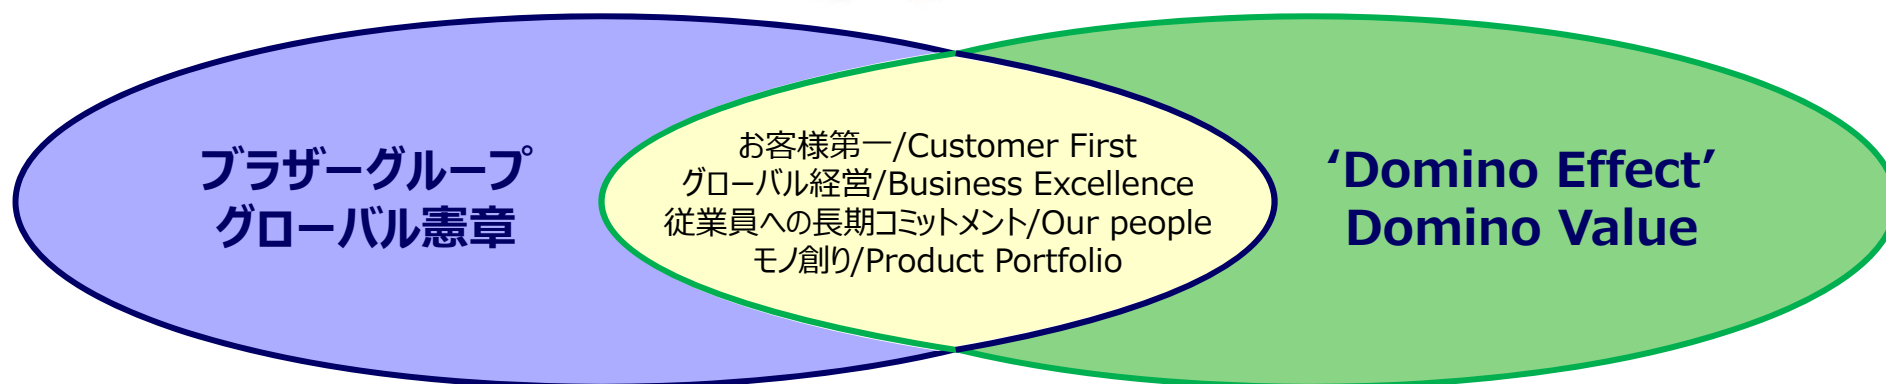 ブラザーグループ
グローバル憲章
お客様第一/Customer First
グローバル経営/Business Excellence
従業員への長期コミットメント/Our people
モノ創り/Product Portfolio
‘Domino Effect’
Domino Value